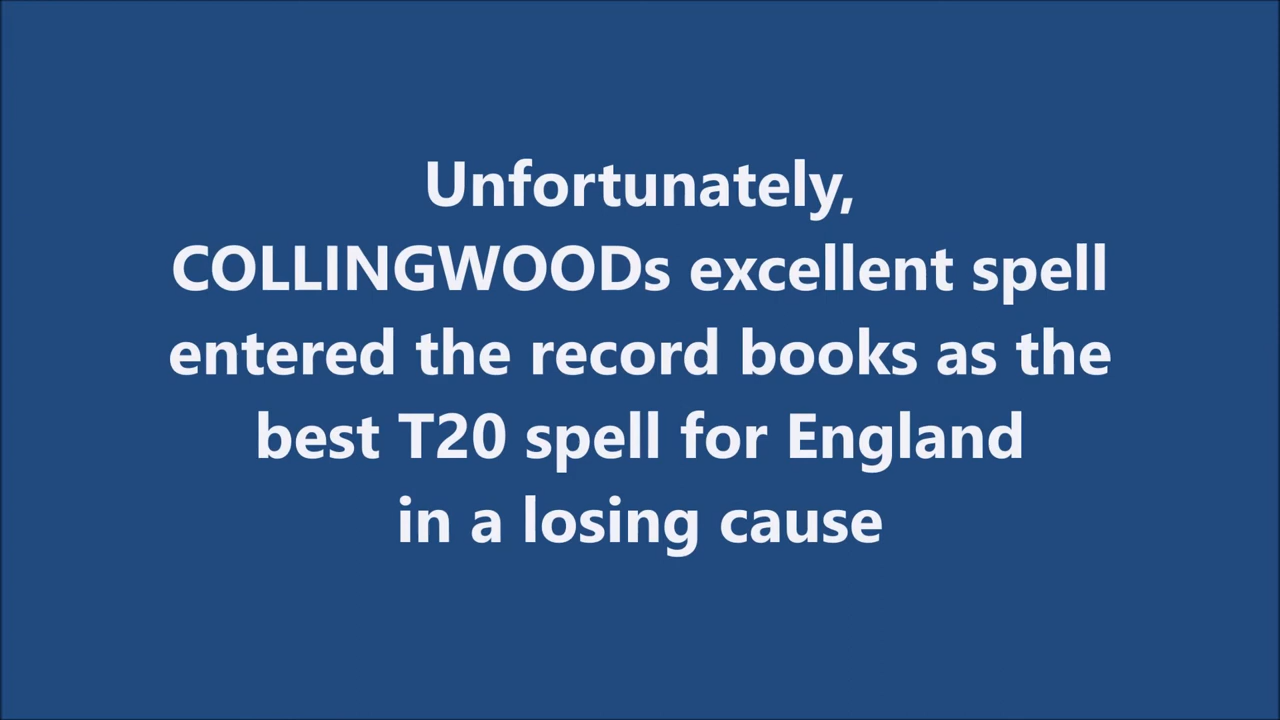 Unfortunately,
COLLINGWOODs excellent spell
entered the record books as the
best T20 spell for England
in a losing cause